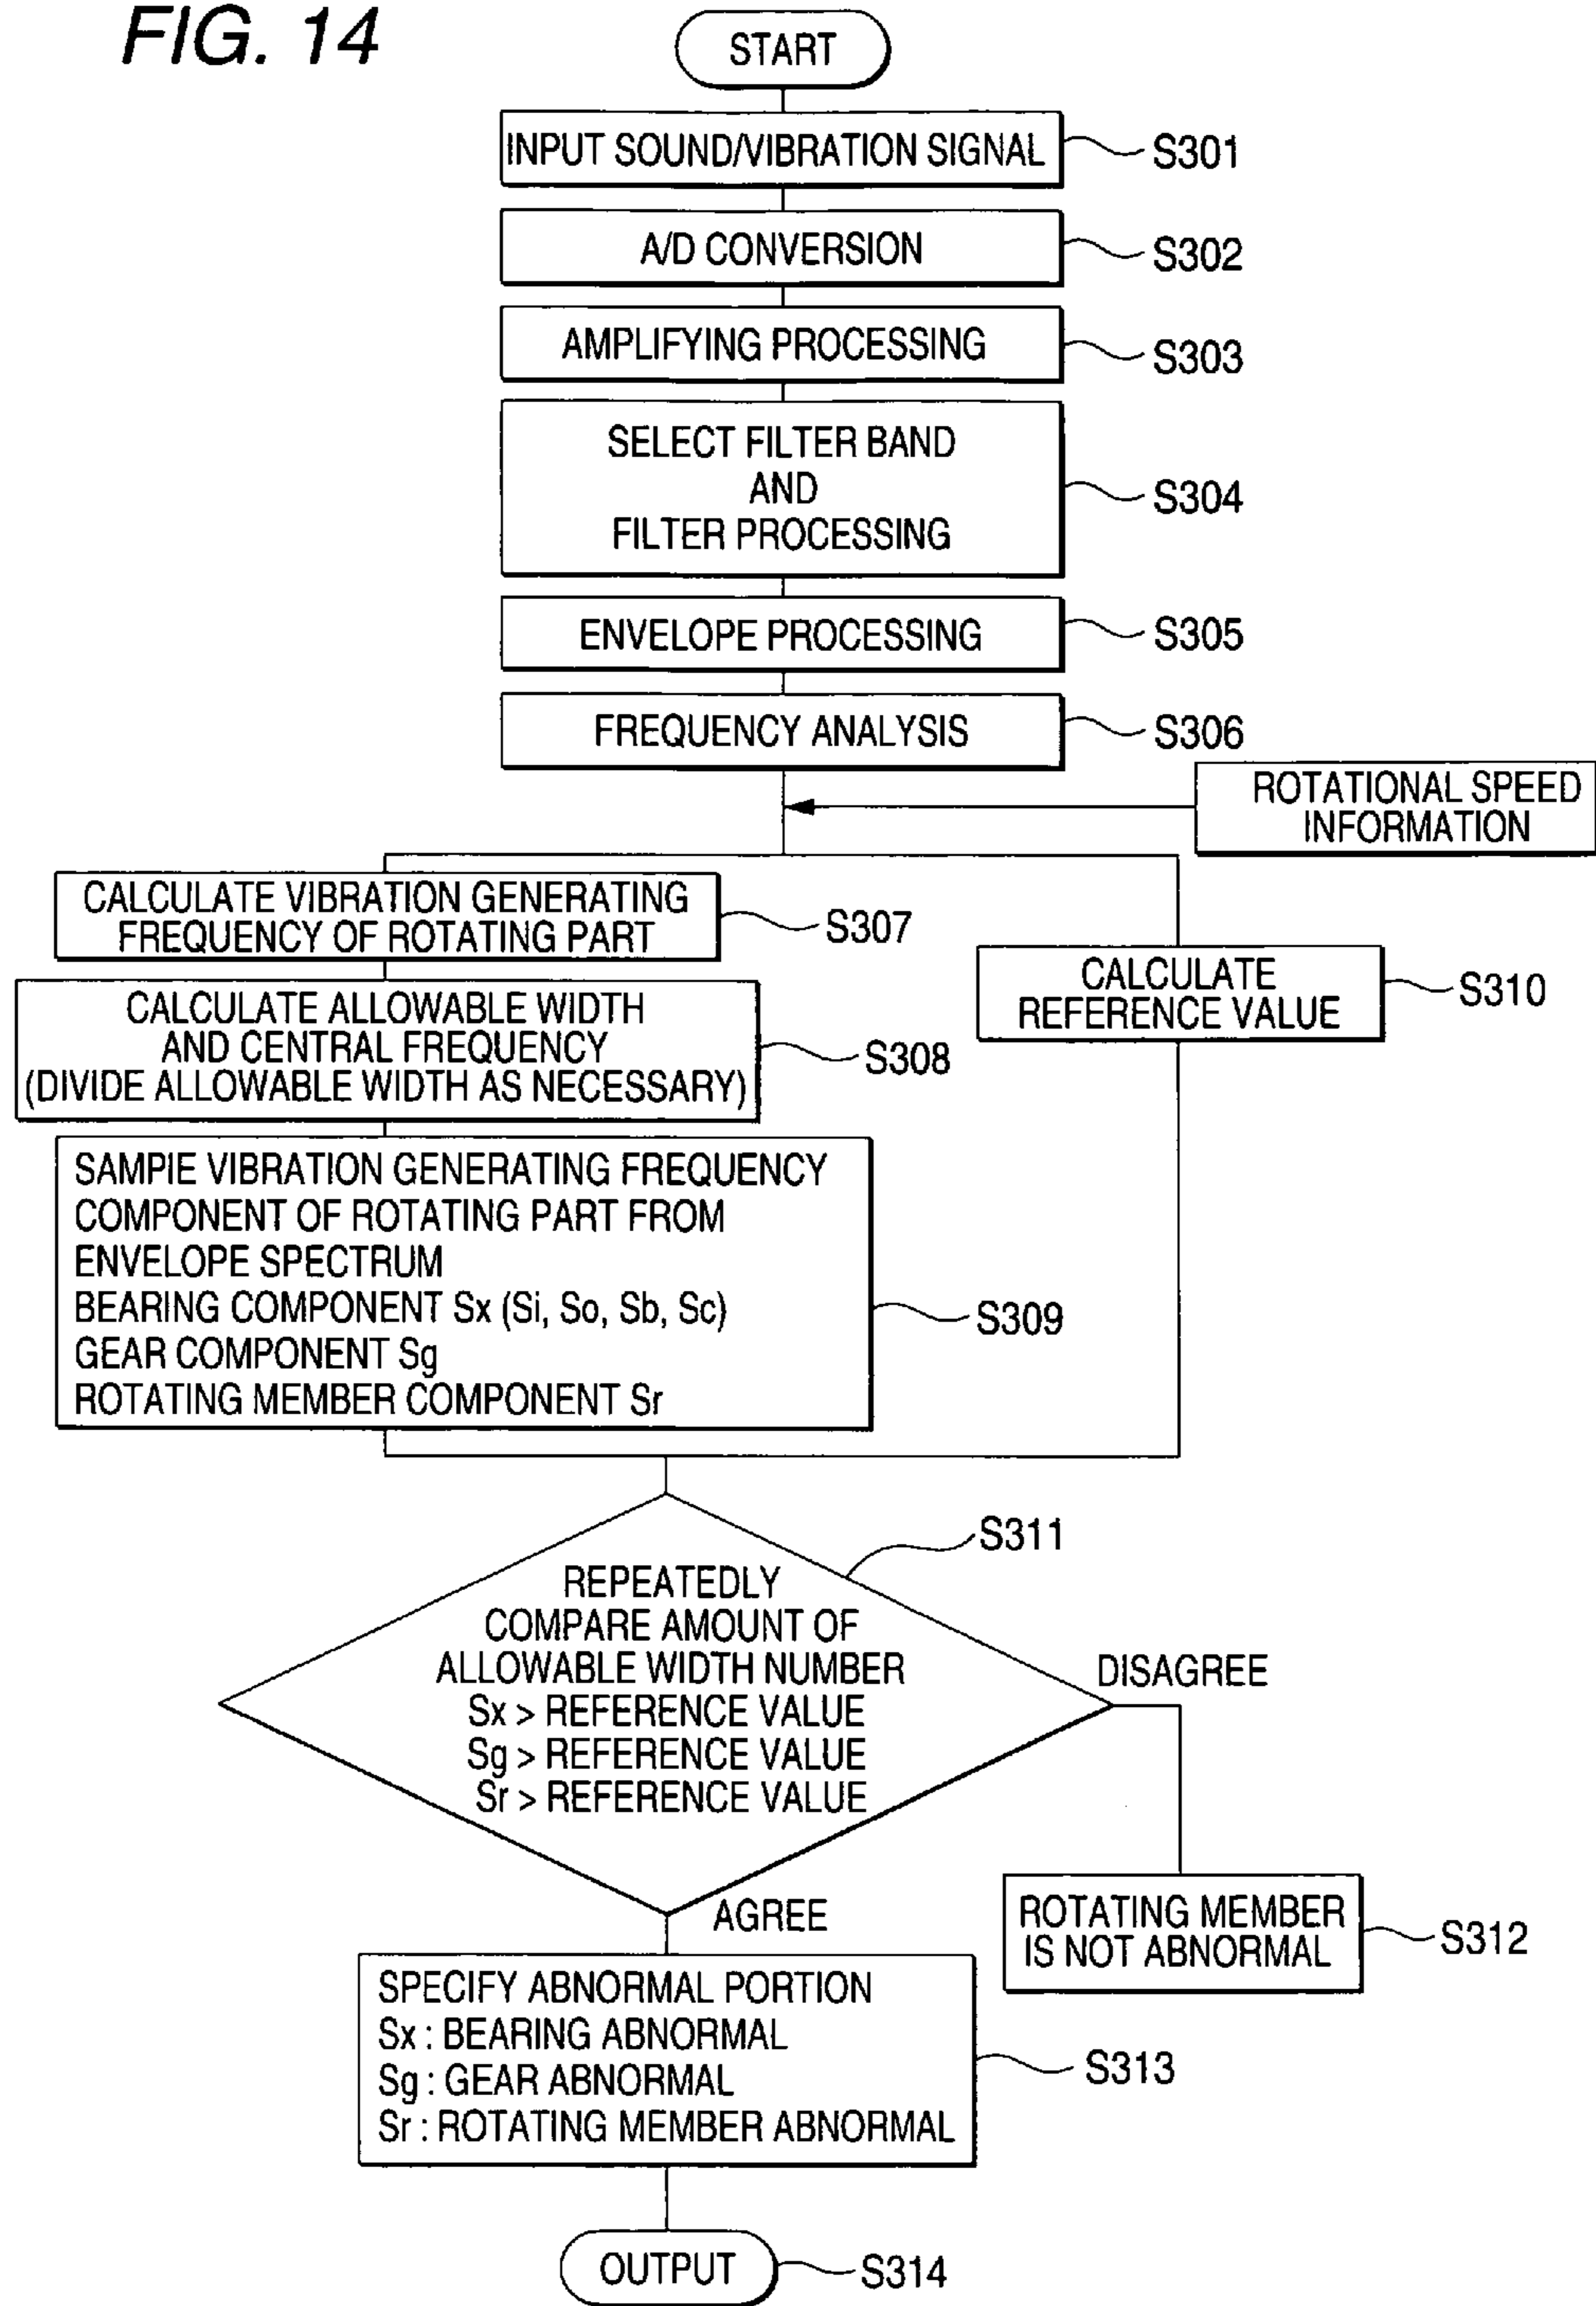 FIG. 14
START
INPUT SOUND/VIBRATION SIGNAL
S301
A/D CONVERSION
S302
AMPLIFYING PROCESSING
S303
SELECT FILTER BAND
AND
FILTER PROCESSING
S304
ENVELOPE PROCESSING
S305
FREQUENCY ANALYSIS
S306
ROTATIONAL SPEED
INFORMATION
CALCULATE VIBRATION GENERATING
FREQUENCY OF ROTATING PART
S307
CALCULATE
REFERENCE VALUE
S310
CALCULATE ALLOWABLE WIDTH
AND CENTRAL FREQUENCY
(DIVIDE ALLOWABLE WIDTH AS NECESSARY)
S308
SAMPIE VIBRATION GENERATING FREQUENCY
COMPONENT OF ROTATING PART FROM
ENVELOPE SPECTRUM
BEARING COMPONENT Sx (Si, So, Sb, Sc)
GEAR COMPONENT Sg
ROTATING MEMBER COMPONENT Sr
S309
S311
REPEATEDLY
COMPARE AMOUNT OF
ALLOWABLE WIDTH NUMBER
Sx > REFERENCE VALUE
Sg > REFERENCE VALUE
Sr > REFERENCE VALUE
DISAGREE
AGREE
ROTATING MEMBER
IS NOT ABNORMAL
S312
SPECIFY ABNORMAL PORTION
Sx : BEARING ABNORMAL
Sg : GEAR ABNORMAL
Sr : ROTATING MEMBER ABNORMAL
S313
OUTPUT
S314